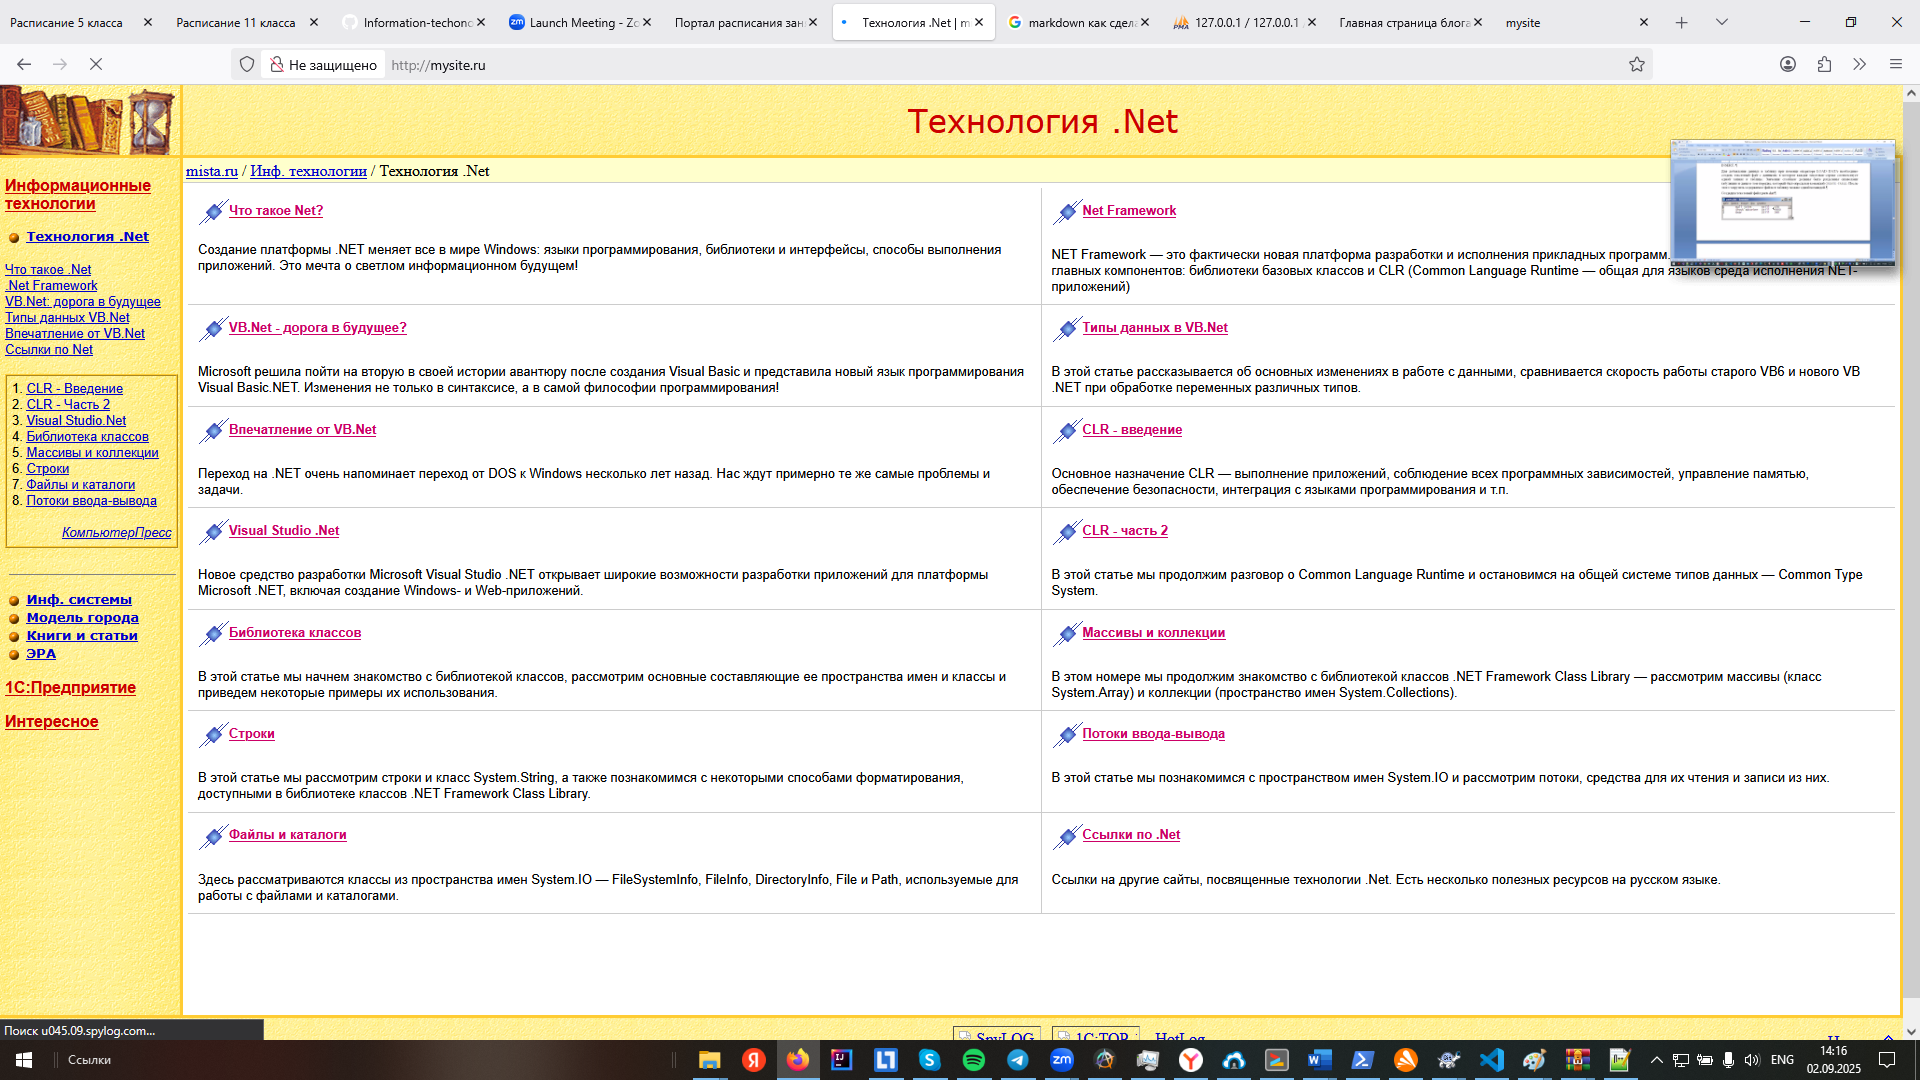 Расписание 5 класса
Расписание 11 класса
Information-techono
Launch Meeting - Zo
Портал расписания зан
Технология .Net | m
markdown как сдела
127.0.0.1 / 127.0.0.1
Главная страница блога
mysite
Не защищено
http://mysite.ru
Технология .Net
mista.ru / Инф. технологии / Технология .Net
Информационные
технологии
Технология .Net
Что такое .Net
.Net Framework
VB.Net: дорога в будущее
Типы данных VB.Net
Впечатление от VB.Net
Ссылки по Net
1. CLR - Введение
2. CLR - Часть 2
3. Visual Studio.Net
4. Библиотека классов
5. Массивы и коллекции
6. Строки
7. Файлы и каталоги
8. Потоки ввода-вывода
КомпьютерПресс
Инф. системы
Модель города
Книги и статьи
ЭРА
1С:Предприятие
Интересное
Что такое Net?
Создание платформы .NET меняет все в мире Windows: языки программирования, библиотеки и интерфейсы, способы выполнения
приложений. Это мечта о светлом информационном будущем!
Net Framework
NET Framework — это фактически новая платформа разработки и исполнения прикладных программ.
главных компонентов: библиотеки базовых классов и CLR (Common Language Runtime — общая для языков среда исполнения NET-
приложений)
VB.Net - дорога в будущее?
Microsoft решила пойти на вторую в своей истории авантюру после создания Visual Basic и представила новый язык программирования
Visual Basic.NET. Изменения не только в синтаксисе, а в самой философии программирования!
Типы данных в VB.Net
В этой статье рассказывается об основных изменениях в работе с данными, сравнивается скорость работы старого VB6 и нового VB
.NET при обработке переменных различных типов.
Впечатление от VB.Net
Переход на .NET очень напоминает переход от DOS к Windows несколько лет назад. Нас ждут примерно те же самые проблемы и
задачи.
CLR - введение
Основное назначение CLR — выполнение приложений, соблюдение всех программных зависимостей, управление памятью,
обеспечение безопасности, интеграция с языками программирования и т.п.
Visual Studio .Net
Новое средство разработки Microsoft Visual Studio .NET открывает широкие возможности разработки приложений для платформы
Microsoft .NET, включая создание Windows- и Web-приложений.
CLR - часть 2
В этой статье мы продолжим разговор о Common Language Runtime и остановимся на общей системе типов данных — Common Type
System.
Библиотека классов
В этой статье мы начнем знакомство с библиотекой классов, рассмотрим основные составляющие ее пространства имен и классы и
приведем некоторые примеры их использования.
Массивы и коллекции
В этом номере мы продолжим знакомство с библиотекой классов .NET Framework Class Library — рассмотрим массивы (класс
System.Array) и коллекции (пространство имен System.Collections).
Строки
В этой статье мы рассмотрим строки и класс System.String, а также познакомимся с некоторыми способами форматирования,
доступными в библиотеке классов .NET Framework Class Library.
Потоки ввода-вывода
В этой статье мы познакомимся с пространством имен System.IO и рассмотрим потоки, средства для их чтения и записи из них.
Файлы и каталоги
Здесь рассматриваются классы из пространства имен System.IO — FileSystemInfo, FileInfo, DirectoryInfo, File и Path, используемые для
работы с файлами и каталогами.
Ссылки по .Net
Ссылки на другие сайты, посвященные технологии .Net. Есть несколько полезных ресурсов на русском языке.
SpyLOG
1C:TOP
HotLog
Поиск u045.09.spylog.com...
Ссылки
ENG
14:16
02.09.2025